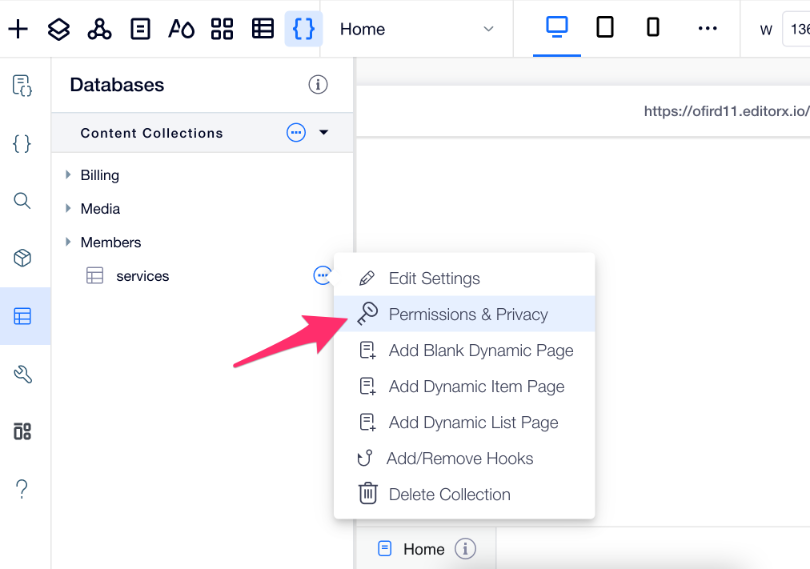 Home
W
136
Databases
https://ofird11.editorx.io/
Content Collections
Billing
Media
Members
services
Edit Settings
Permissions & Privacy
Add Blank Dynamic Page
Add Dynamic Item Page
Add Dynamic List Page
Add/Remove Hooks
Delete Collection
Home